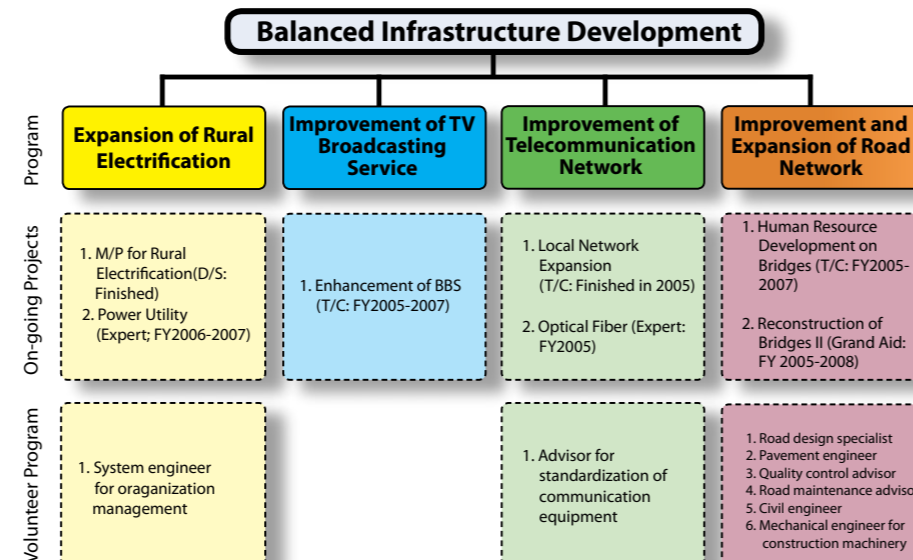 Balanced Infrastructure Development
Program
Expansion of Rural
Electrification
Improvement of TV
Broadcasting
Service
Improvement of
Telecommunication
Network
Improvement and
Expansion of Road
Network
On-going Projects
1. M/P for Rural
Electrification(D/S:
Finished)
2. Power Utility
(Expert; FY2006-2007)
1. Enhancement of BBS
(T/C: FY2005-2007)
1. Local Network
Expansion
(T/C: Finished in 2005)
2. Optical Fiber (Expert:
FY2005)
1. Human Resource
Development on
Bridges (T/C: FY2005-
2007)
2. Reconstruction of
Bridges II (Grand Aid:
FY 2005-2008)
Volunteer Program
1. System engineer
for oraganization
management
1. Advisor for
standardization of
communication
equipment
1. Road design specialist
2. Pavement engineer
3. Quality control advisor
4. Road maintenance advisor
5. Civil engineer
6. Mechanical engineer for
construction machinery